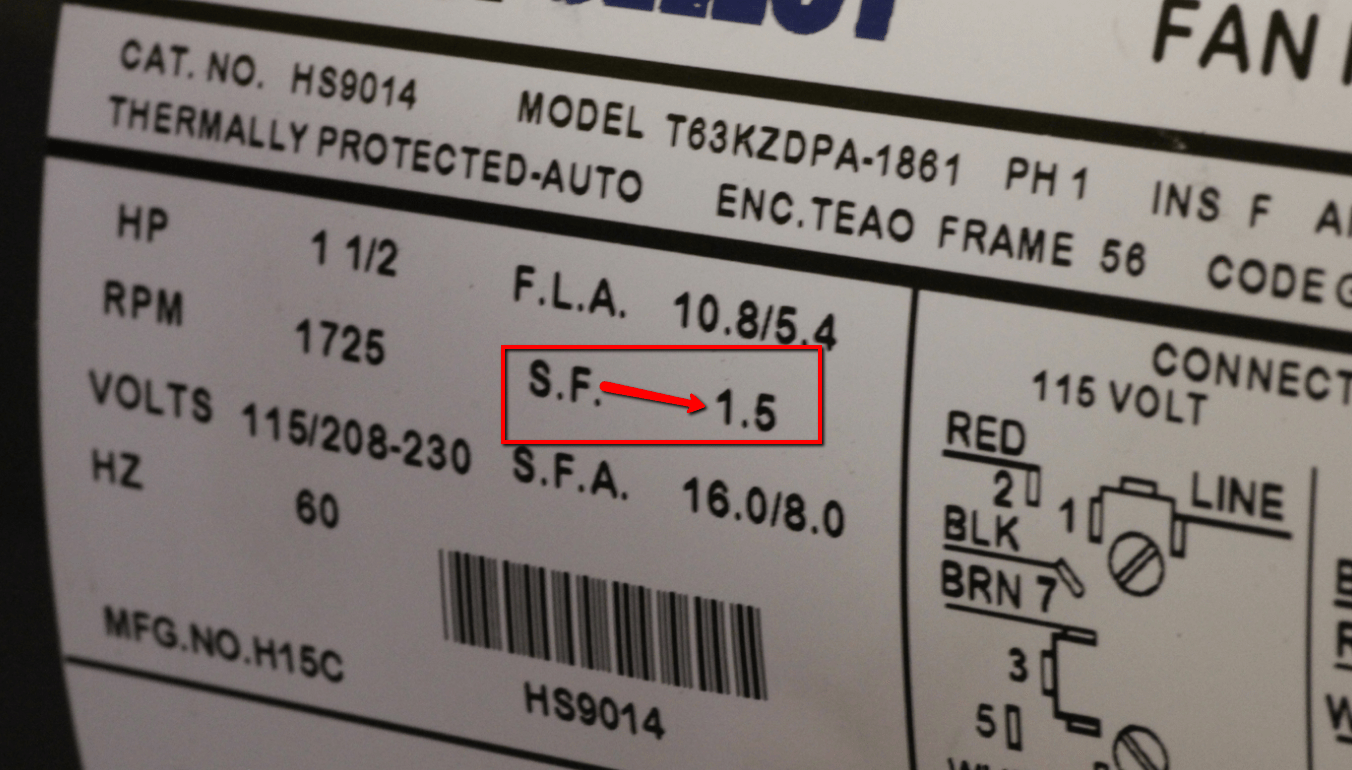 FAN
CAT. NO. HS9014 MODEL T63KZDPA-1861 PH 1 INS F
THERMALLY PROTECTED-AUTO ENC.TEAO FRAME 56 CODE
HP 1 1/2 F.L.A. 10.8/5.4
RPM 1725 S.F. 1.5
VOLTS 115/208-230 S.F.A. 16.0/8.0
HZ 60
MFG.NO.H15C
HS9014
CONNECT
115 VOLT
RED
2 1 LINE
BLK
BRN 7
3
5